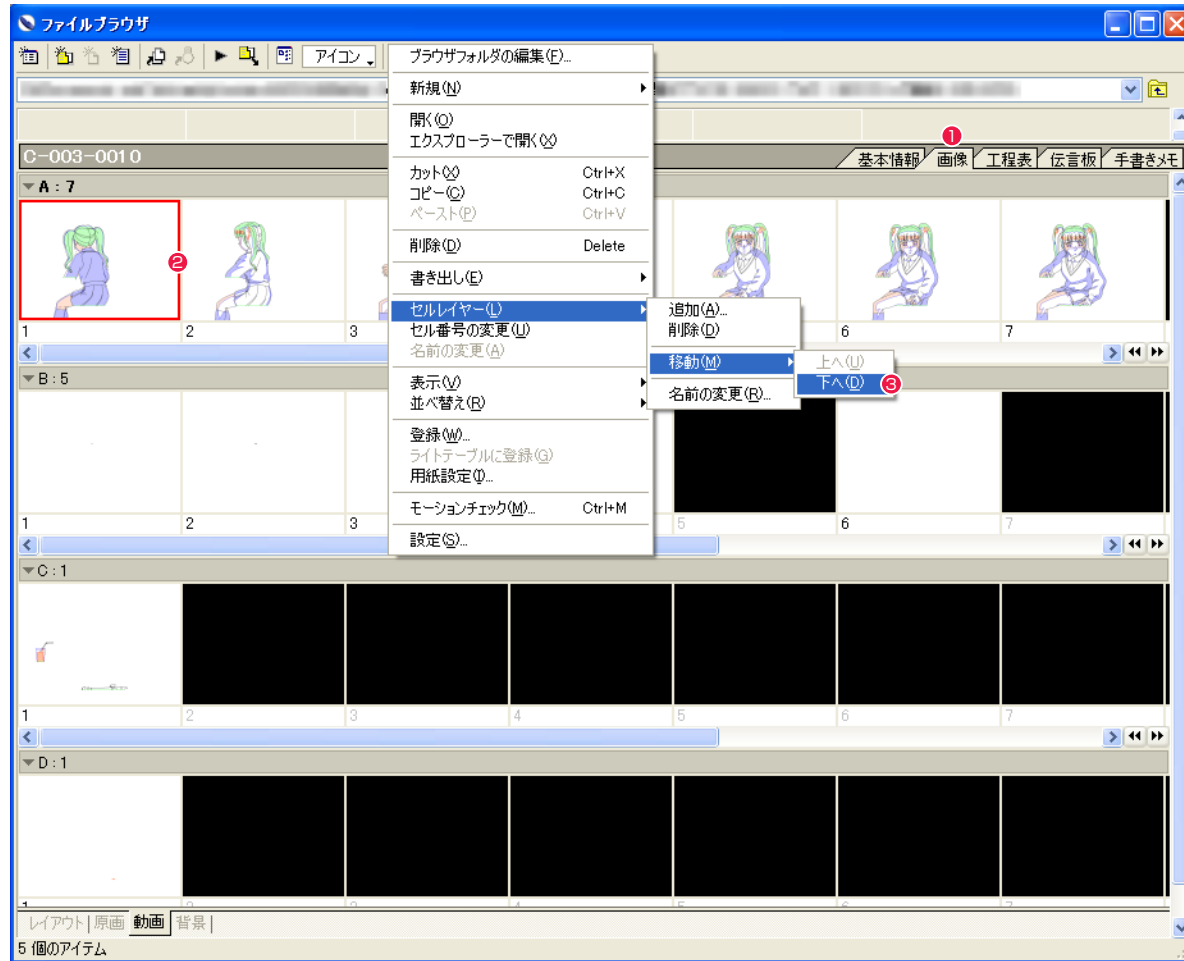 ファイルブラウザ
アイコン
C-003-0010
❶
基本情報 画像 工程表 伝言板 手書きメモ
A : 7
❷
1 2 3 6 7
B : 5
1 2 3 5 6 7
C : 1
1 2 3 4 5 6 7
D : 1
ブラウザフォルダの編集(F)...
新規(N)
開く(O)
エクスプローラーで開く(X)
カット(X) Ctrl+X
コピー(C) Ctrl+C
ペースト(P) Ctrl+V
削除(D) Delete
書き出し(E)
セルレイヤー(L)
セル番号の変更(U)
名前の変更(A)
表示(V)
並べ替え(R)
登録(W)...
ライトテーブルに登録(G)
用紙設定(I)...
モーションチェック(M)... Ctrl+M
設定(S)...
追加(A)...
削除(D)
移動(M)
名前の変更(R)...
上へ(U)
下へ(D) ❸
レイアウト 原画 動画 背景
5 個のアイテム